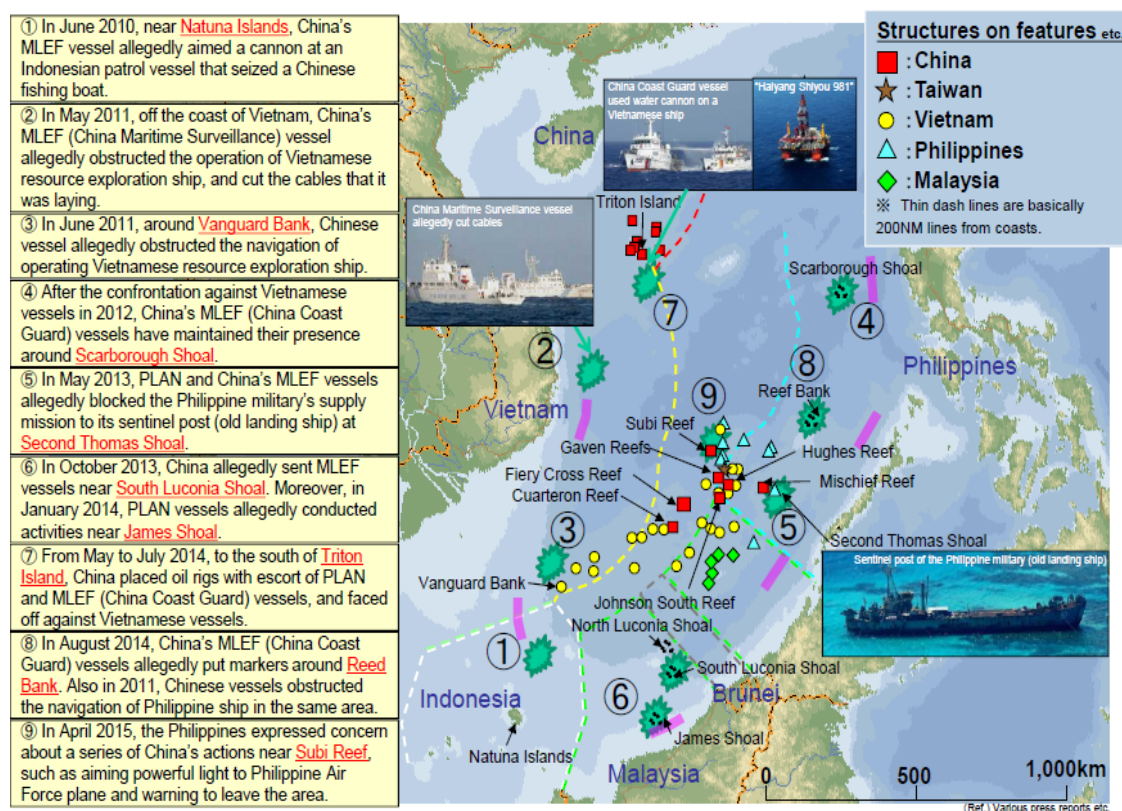 ① In June 2010, near Natuna Islands, China's
MLEF vessel allegedly aimed a cannon at an
Indonesian patrol vessel that seized a Chinese
fishing boat.
② In May 2011, off the coast of Vietnam, China's
MLEF (China Maritime Surveillance) vessel
allegedly obstructed the operation of Vietnamese
resource exploration ship, and cut the cables that it
was laying.
③ In June 2011, around Vanguard Bank, Chinese
vessel allegedly obstructed the navigation of
operating Vietnamese resource exploration ship.
④ After the confrontation against Vietnamese
vessels in 2012, China's MLEF (China Coast
Guard) vessels have maintained their presence
around Scarborough Shoal.
⑤ In May 2013, PLAN and China's MLEF vessels
allegedly blocked the Philippine military's supply
mission to its sentinel post (old landing ship) at
Second Thomas Shoal.
⑥ In October 2013, China allegedly sent MLEF
vessels near South Luconia Shoal. Moreover, in
January 2014, PLAN vessels allegedly conducted
activities near James Shoal.
⑦ From May to July 2014, to the south of Triton
Island, China placed oil rigs with escort of PLAN
and MLEF (China Coast Guard) vessels, and faced
off against Vietnamese vessels.
⑧ In August 2014, China's MLEF (China Coast
Guard) vessels allegedly put markers around Reed
Bank. Also in 2011, Chinese vessels obstructed
the navigation of Philippine ship in the same area.
⑨ In April 2015, the Philippines expressed concern
about a series of China's actions near Subi Reef,
such as aiming powerful light to Philippine Air
Force plane and warning to leave the area.
Structures on features etc.
: China
: Taiwan
: Vietnam
: Philippines
: Malaysia
※ Thin dash lines are basically
200NM lines from coasts.
China Coast Guard vessel
used water cannon on a
Vietnamese ship
"Haiyang Shiyou 981"
China
Triton Island
China Maritime Surveillance vessel
allegedly cut cables
Scarborough Shoal
⑦
④
②
Philippines
⑧
Vietnam
⑨
Reef Bank
Subi Reef
Gaven Reefs
Hughes Reef
Fiery Cross Reef
Mischief Reef
Cuarteron Reef
③
⑤
Second Thomas Shoal
Sentinel post of the Philippine military (old landing ship)
Vanguard Bank
Johnson South Reef
North Luconia Shoal
①
South Luconia Shoal
Indonesia
Brunei
⑥
James Shoal
Natuna Islands
Malaysia
0 500 1,000km
(Ref.) Various press reports etc.